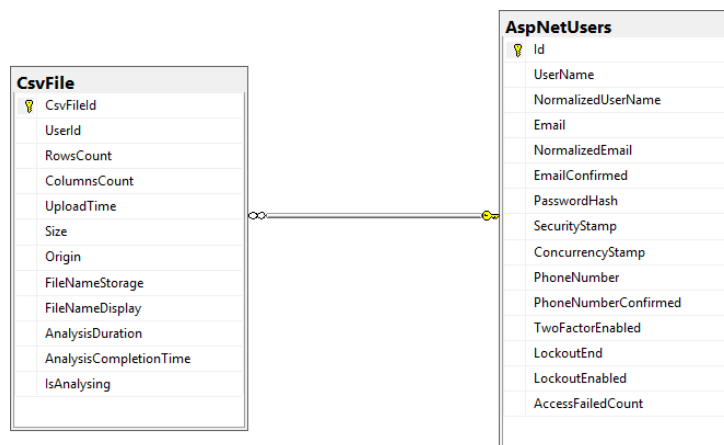 CsvFile
CsvFileId
UserId
RowsCount
ColumnsCount
UploadTime
Size
Origin
FileNameStorage
FileNameDisplay
AnalysisDuration
AnalysisCompletionTime
IsAnalysing
AspNetUsers
Id
UserName
NormalizedUserName
Email
NormalizedEmail
EmailConfirmed
PasswordHash
SecurityStamp
ConcurrencyStamp
PhoneNumber
PhoneNumberConfirmed
TwoFactorEnabled
LockoutEnd
LockoutEnabled
AccessFailedCount